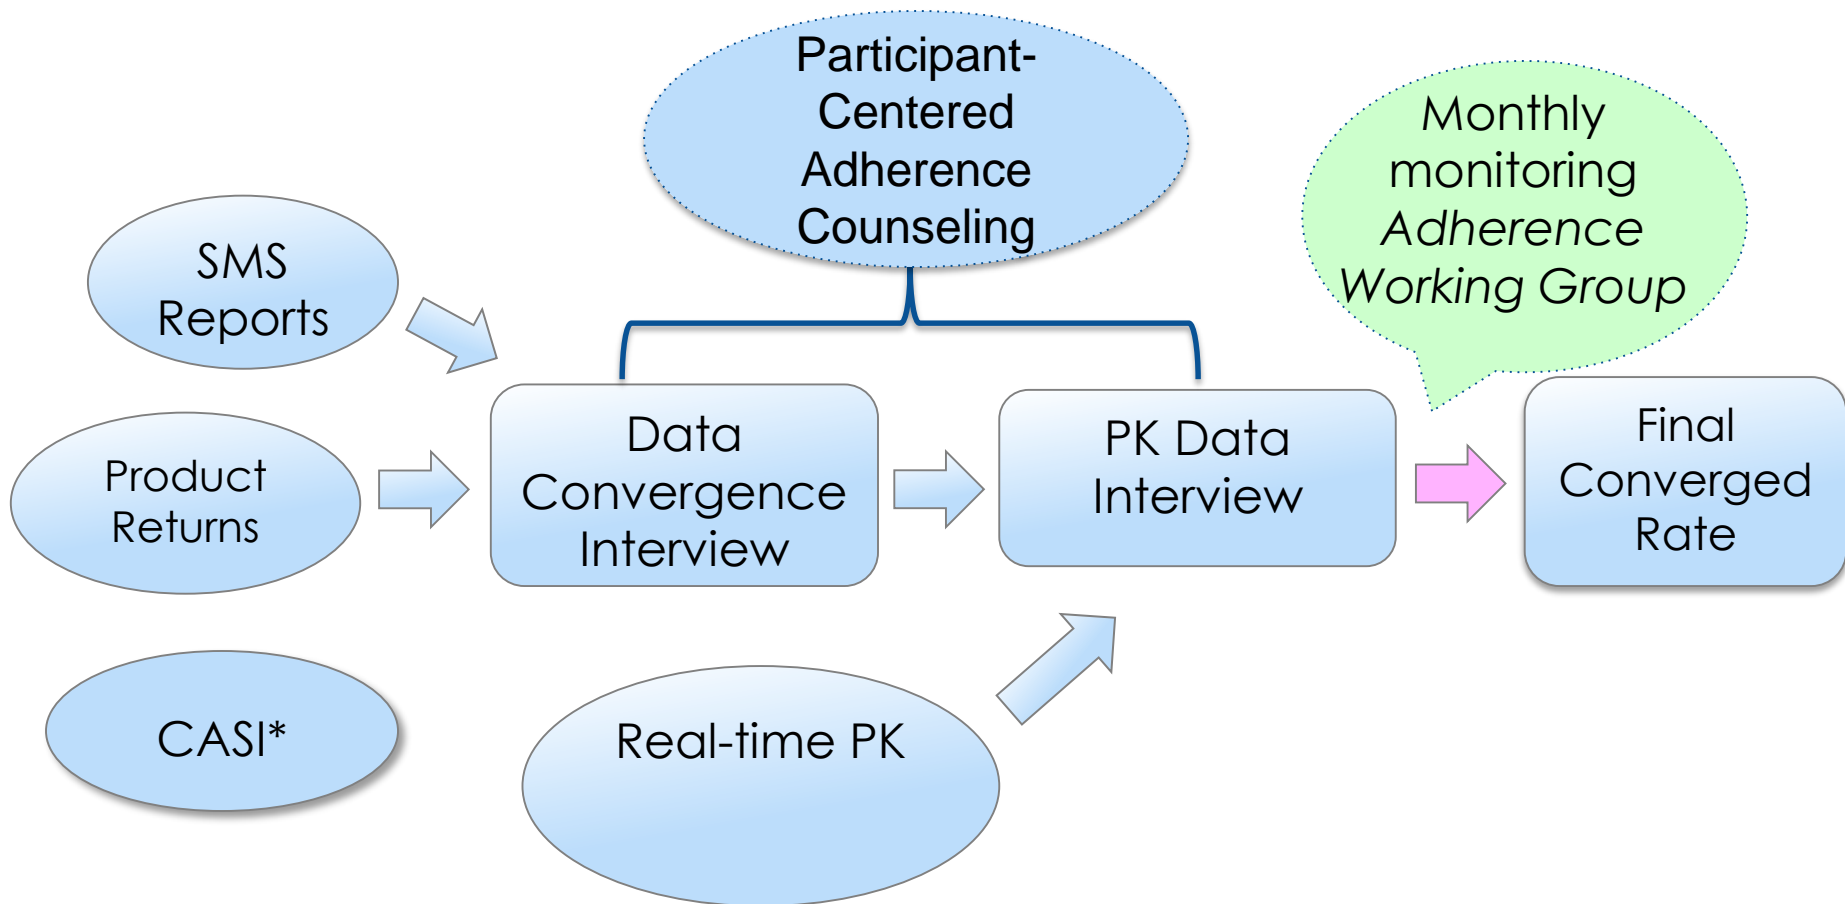 Participant-
Centered
Adherence
Counseling
Monthly
monitoring
Adherence
Working Group
SMS
Reports
Product
Returns
CASI*
Data
Convergence
Interview
PK Data
Interview
Final
Converged
Rate
Real-time PK